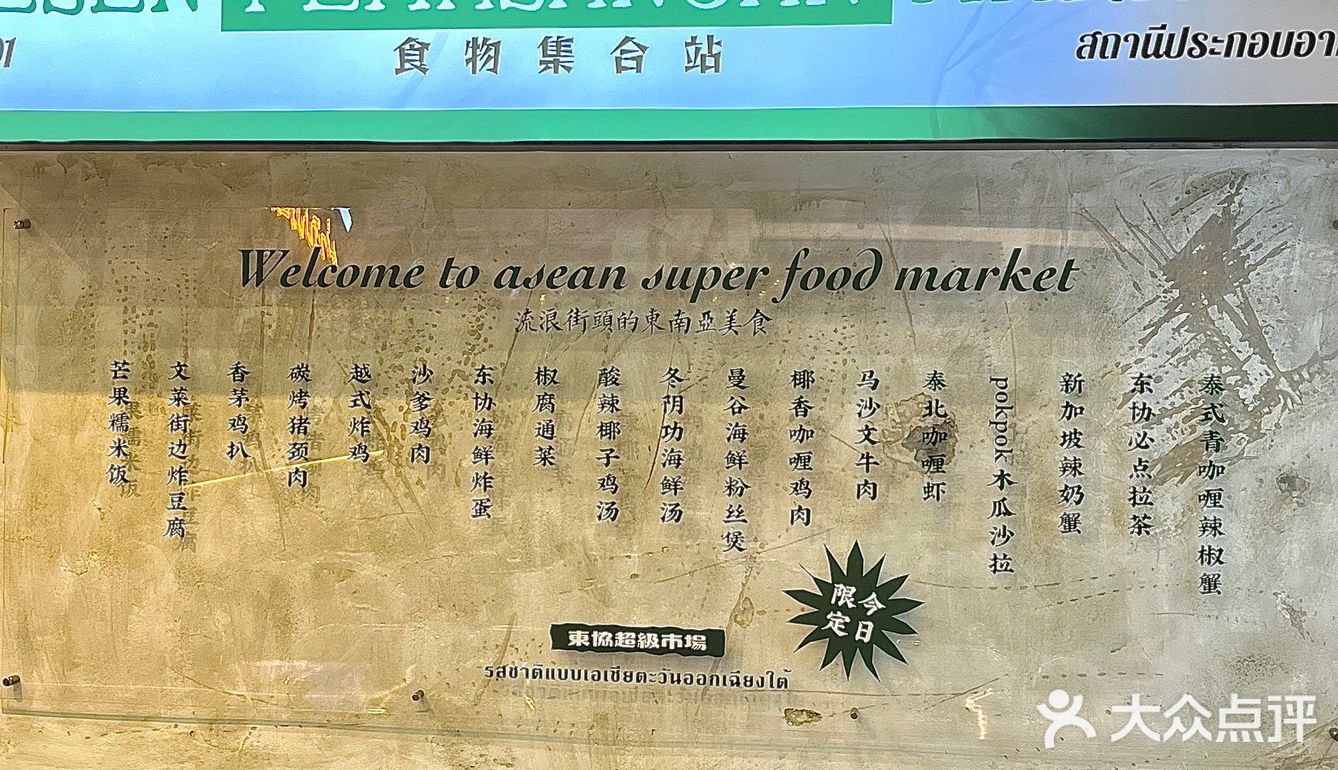 食物集合站
สถานีประกอบอา
Welcome to asean super food market
流浪街頭的東南亞美食
泰式青咖喱辣椒蟹
东协必点拉茶
新加坡辣奶蟹
pokpok木瓜沙拉
泰北咖喱虾
马沙文牛肉
椰香咖喱鸡肉
曼谷海鲜粉丝煲
冬阴功海鲜汤
酸辣椰子鸡汤
椒腐通菜
东协海鲜炸蛋
沙爹鸡肉
越式炸鸡
碳烤猪颈肉
香茅鸡扒
文菜街边炸豆腐
芒果糯米饭
今日限定
東協超級市場
รสชาติแบบเอเชียตะวันออกเฉียงใต้
大众点评